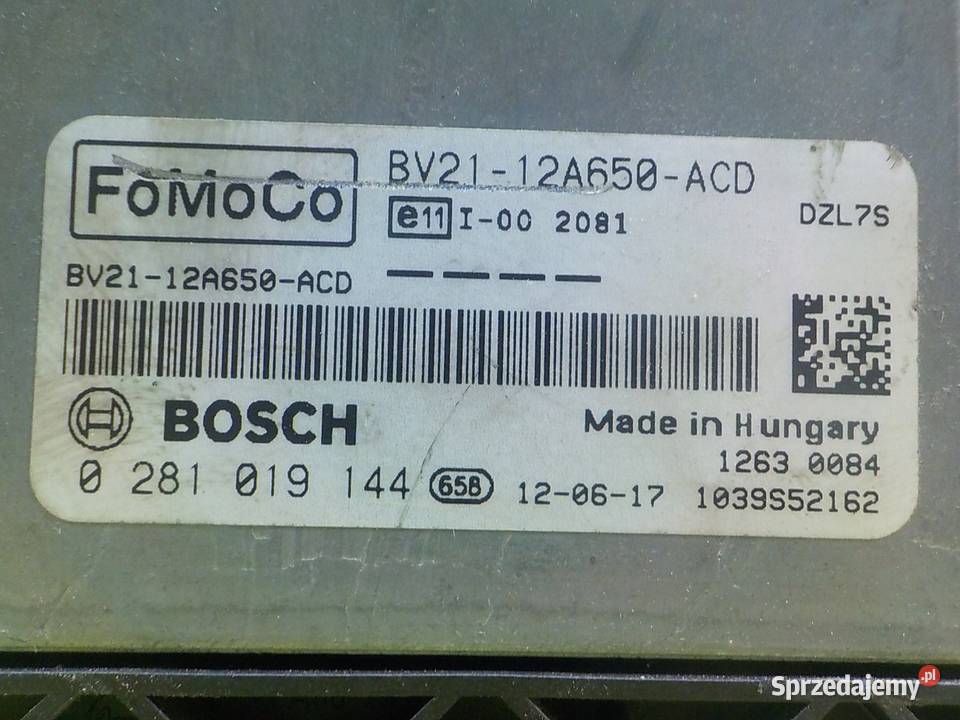 FoMoCo
BV21-12A650-ACD
e11 I-00 2081
DZL7S
BV21-12A650-ACD
BOSCH
Made in Hungary
1263 0084
0 281 019 144 65B 12-06-17 1039S52162
Sprzedajemy.pl